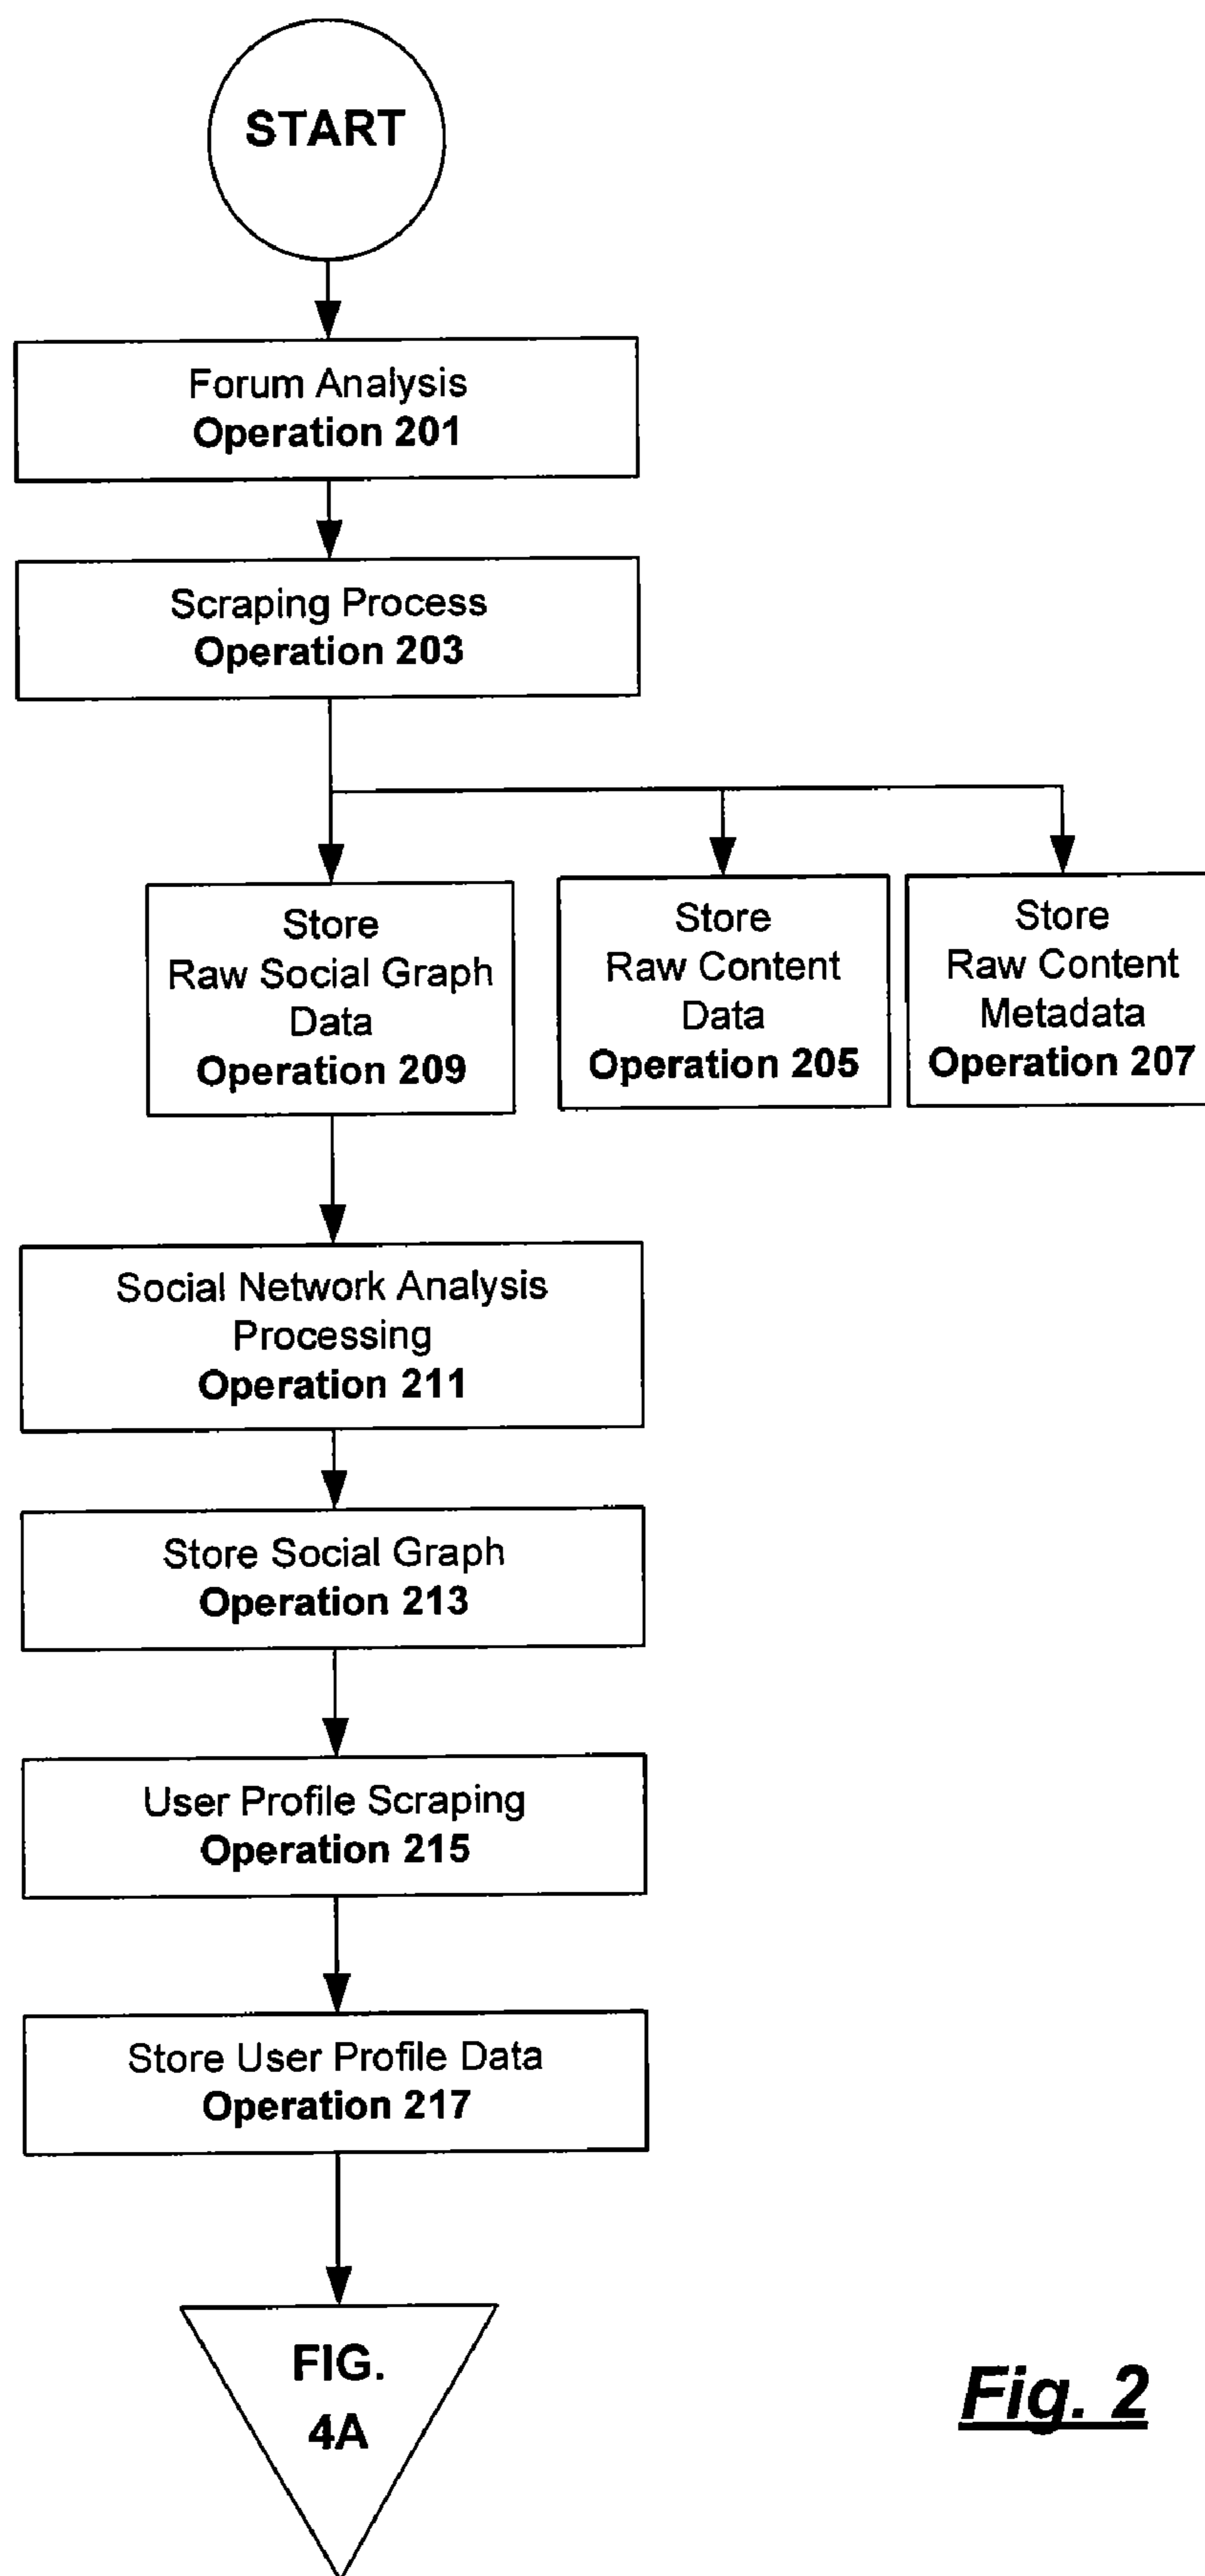 START
Forum Analysis
Operation 201
Scraping Process
Operation 203
Store
Raw Social Graph
Data
Operation 209
Store
Raw Content
Data
Operation 205
Store
Raw Content
Metadata
Operation 207
Social Network Analysis
Processing
Operation 211
Store Social Graph
Operation 213
User Profile Scraping
Operation 215
Store User Profile Data
Operation 217
FIG.
4A
Fig. 2